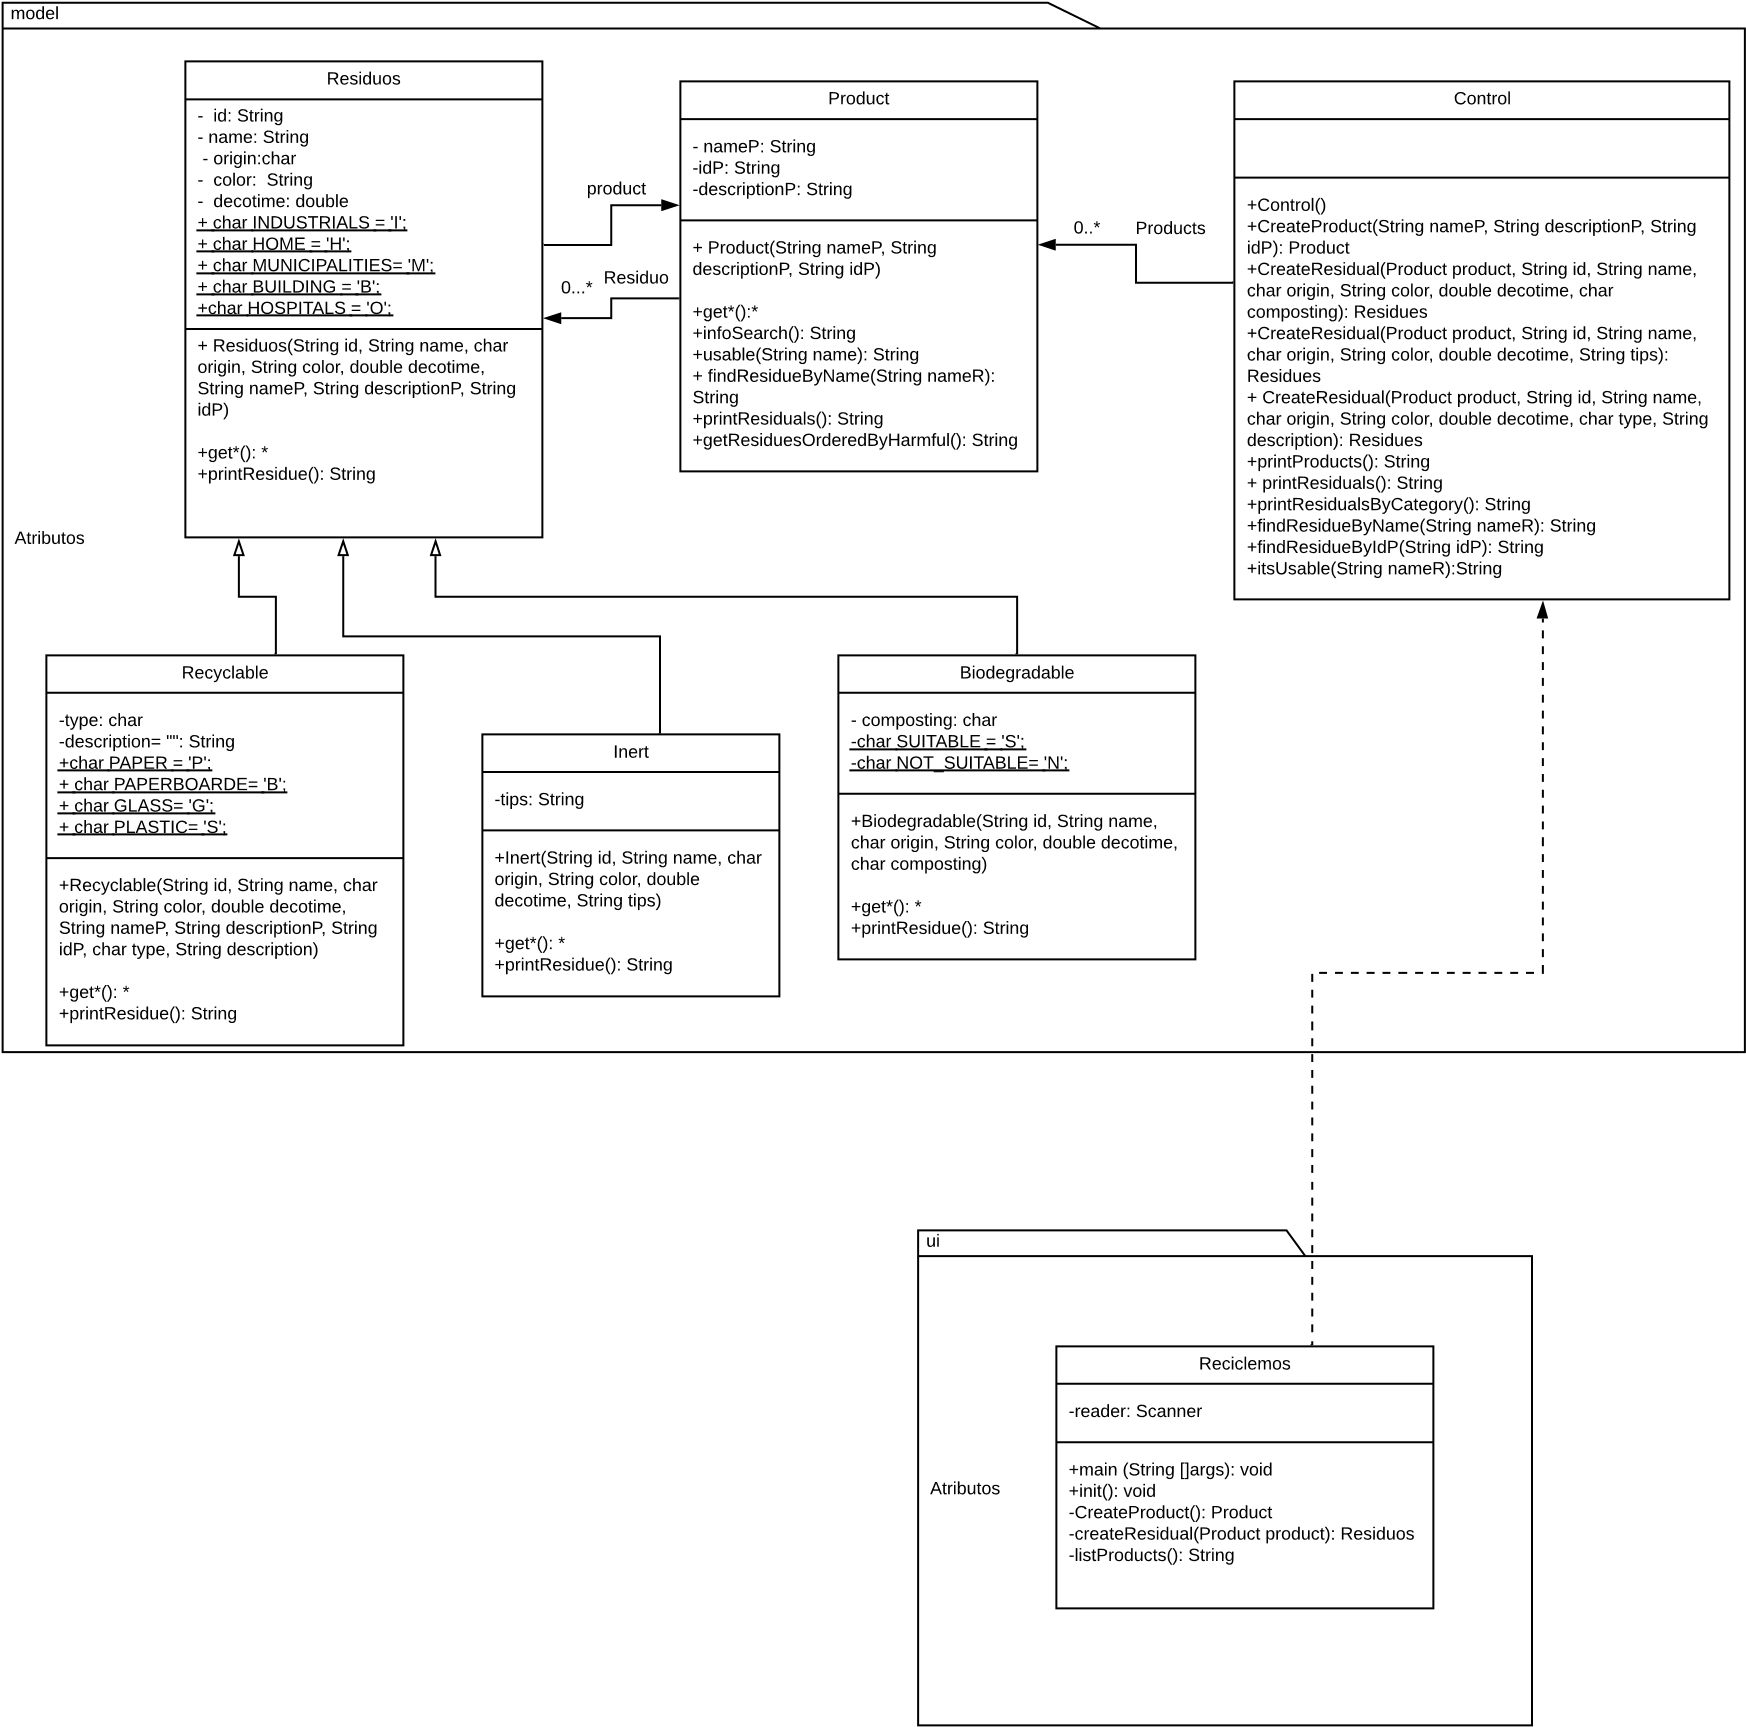 model
Residuos
-  id: String
- name: String
- origin:char
-  color:  String
-  decotime: double
+ char INDUSTRIALS = 'I';
+ char HOME = 'H';
+ char MUNICIPALITIES= 'M';
+ char BUILDING = 'B';
+char HOSPITALS = 'O';
+ Residuos(String id, String name, char
origin, String color, double decotime,
String nameP, String descriptionP, String
idP)
+get*(): *
+printResidue(): String
product
0...*
Residuo
Product
- nameP: String
-idP: String
-descriptionP: String
+ Product(String nameP, String
descriptionP, String idP)
+get*():*
+infoSearch(): String
+usable(String name): String
+ findResidueByName(String nameR):
String
+printResiduals(): String
+getResiduesOrderedByHarmful(): String
0..*
Products
Control
+Control()
+CreateProduct(String nameP, String descriptionP, String
idP): Product
+CreateResidual(Product product, String id, String name,
char origin, String color, double decotime, char
composting): Residues
+CreateResidual(Product product, String id, String name,
char origin, String color, double decotime, String tips):
Residues
+ CreateResidual(Product product, String id, String name,
char origin, String color, double decotime, char type, String
description): Residues
+printProducts(): String
+ printResiduals(): String
+printResidualsByCategory(): String
+findResidueByName(String nameR): String
+findResidueByIdP(String idP): String
+itsUsable(String nameR):String
Atributos
Recyclable
-type: char
-description= "": String
+char PAPER = 'P';
+ char PAPERBOARDE= 'B';
+ char GLASS= 'G';
+ char PLASTIC= 'S';
+Recyclable(String id, String name, char
origin, String color, double decotime,
String nameP, String descriptionP, String
idP, char type, String description)
+get*(): *
+printResidue(): String
Inert
-tips: String
+Inert(String id, String name, char
origin, String color, double
decotime, String tips)
+get*(): *
+printResidue(): String
Biodegradable
- composting: char
-char SUITABLE = 'S';
-char NOT_SUITABLE= 'N';
+Biodegradable(String id, String name,
char origin, String color, double decotime,
char composting)
+get*(): *
+printResidue(): String
ui
Atributos
Reciclemos
-reader: Scanner
+main (String []args): void
+init(): void
-CreateProduct(): Product
-createResidual(Product product): Residuos
-listProducts(): String